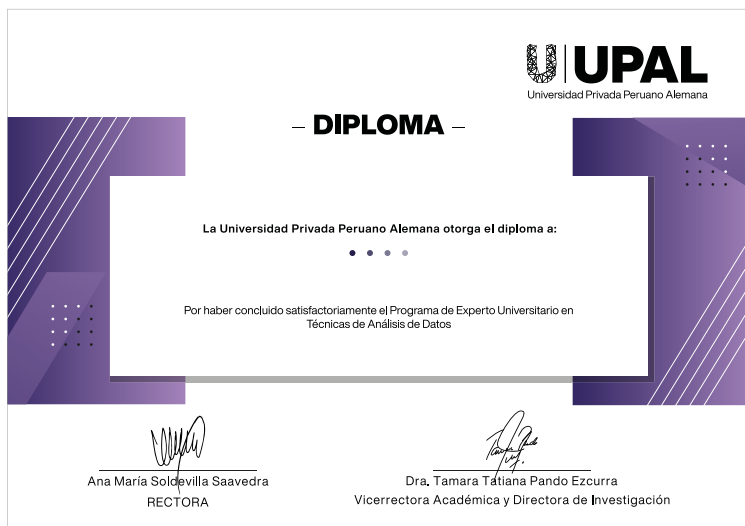 UPAL
Universidad Privada Peruano Alemana
– DIPLOMA –
La Universidad Privada Peruano Alemana otorga el diploma a:
Por haber concluido satisfactoriamente el Programa de Experto Universitario en
Técnicas de Análisis de Datos
Ana María Soldevilla Saavedra
RECTORA
Dra. Tamara Tatiana Pando Ezcurra
Vicerrectora Académica y Directora de Investigación